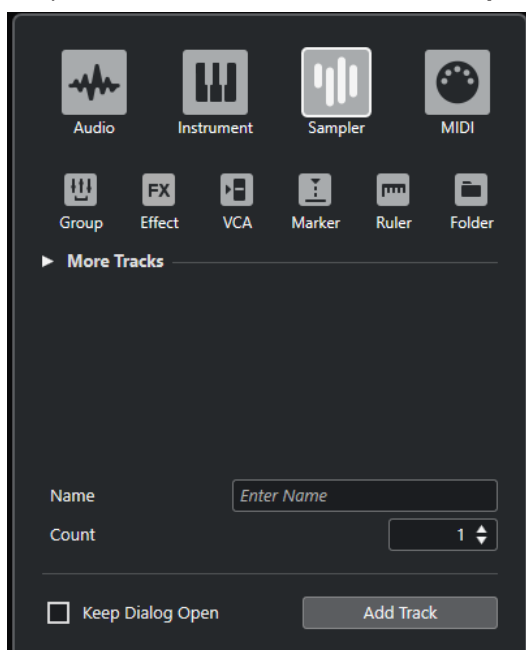 Audio Instrument Sampler MIDI
FX
Group Effect VCA Marker Ruler Folder
More Tracks
Name Enter Name
Count 1
Keep Dialog Open Add Track